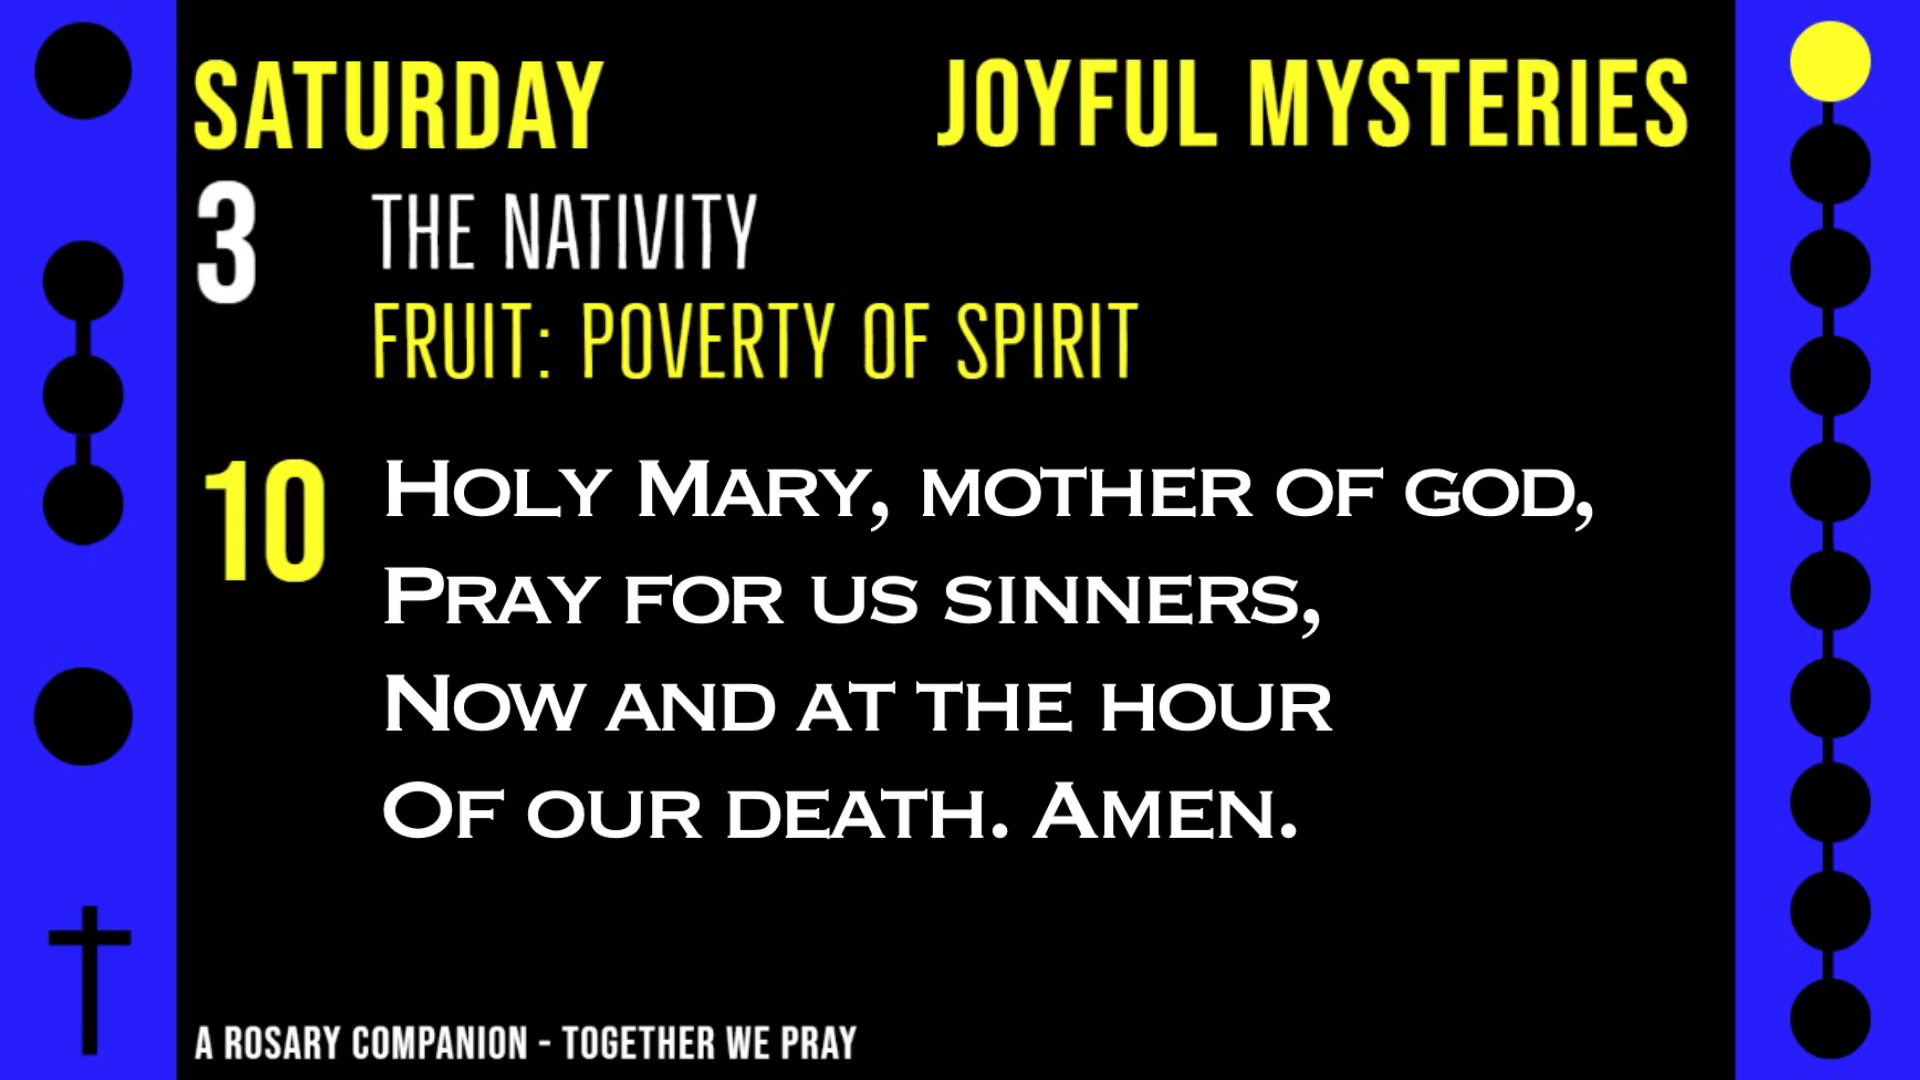 SATURDAY JOYFUL MYSTERIES
3 THE NATIVITY
FRUIT: POVERTY OF SPIRIT
10 Holy Mary, mother of god,
Pray for us sinners,
Now and at the hour
Of our death. Amen.
A ROSARY COMPANION - TOGETHER WE PRAY